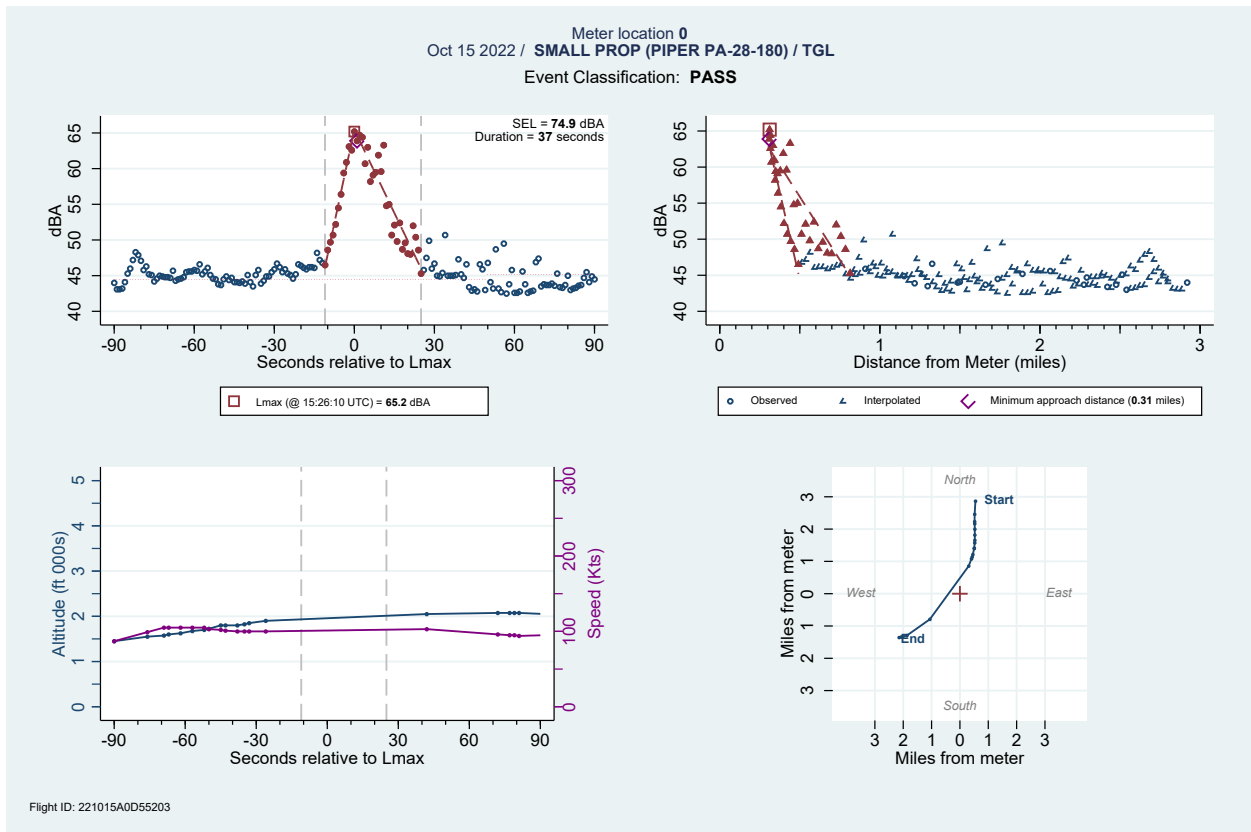 Meter location 0
Oct 15 2022 / SMALL PROP (PIPER PA-28-180) / TGL
Event Classification: PASS
SEL = 74.9 dBA
Duration = 37 seconds
dBA
65
60
55
50
45
40
-90 -60 -30 0 30 60 90
Seconds relative to Lmax
Lmax (@ 15:26:10 UTC) = 65.2 dBA
dBA
65
60
55
50
45
40
0 1 2 3
Distance from Meter (miles)
Observed Interpolated Minimum approach distance (0.31 miles)
Altitude (ft 000s)
5
4
3
2
1
0
Speed (Kts)
300
200
100
0
-90 -60 -30 0 30 60 90
Seconds relative to Lmax
Miles from meter
3
2
1
0
1
2
3
North
Start
West
East
End
South
3 2 1 0 1 2 3
Miles from meter
Flight ID: 221015A0D55203